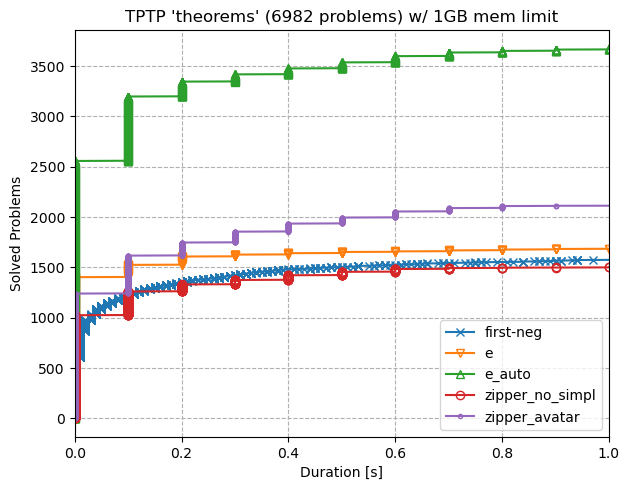 TPTP 'theorems' (6982 problems) w/ 1GB mem limit
Solved Problems
3500
3000
2500
2000
1500
1000
500
0
0.0 0.2 0.4 0.6 0.8 1.0
Duration [s]
first-neg
e
e_auto
zipper_no_simpl
zipper_avatar